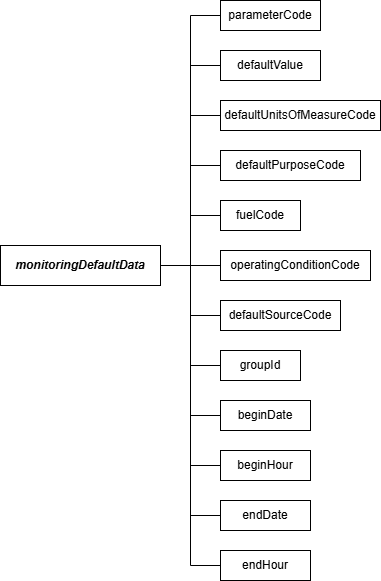 parameterCode
defaultValue
defaultUnitsOfMeasureCode
defaultPurposeCode
fuelCode
monitoringDefaultData
operatingConditionCode
defaultSourceCode
groupId
beginDate
beginHour
endDate
endHour